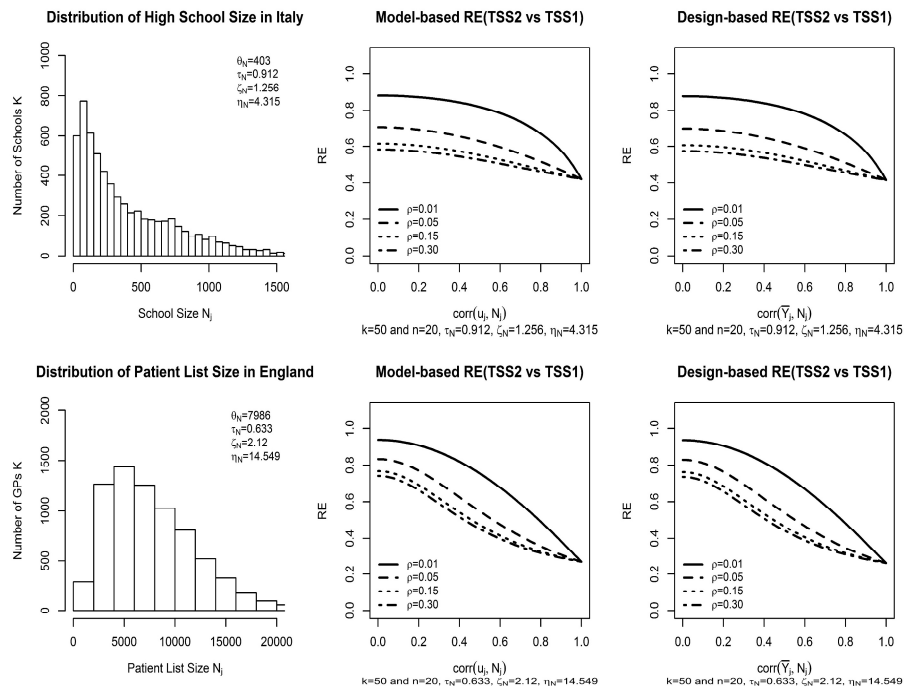 Distribution of High School Size in Italy
Number of Schools K
1000
800
600
400
200
0
θN=403
τN=0.912
ζN=1.256
ηN=4.315
0 500 1000 1500
School Size Nj
Model-based RE(TSS2 vs TSS1)
RE
1.0
0.8
0.6
0.4
0.2
0.0
ρ=0.01
ρ=0.05
ρ=0.15
ρ=0.30
0.0 0.2 0.4 0.6 0.8 1.0
corr(uj, Nj)
k=50 and n=20, τN=0.912, ζN=1.256, ηN=4.315
Design-based RE(TSS2 vs TSS1)
RE
1.0
0.8
0.6
0.4
0.2
0.0
ρ=0.01
ρ=0.05
ρ=0.15
ρ=0.30
0.0 0.2 0.4 0.6 0.8 1.0
corr(Y̅j, Nj)
k=50 and n=20, τN=0.912, ζN=1.256, ηN=4.315
Distribution of Patient List Size in England
Number of GPs K
2000
1500
1000
500
0
θN=7986
τN=0.633
ζN=2.12
ηN=14.549
0 5000 10000 15000 20000
Patient List Size Nj
Model-based RE(TSS2 vs TSS1)
RE
1.0
0.8
0.6
0.4
0.2
0.0
ρ=0.01
ρ=0.05
ρ=0.15
ρ=0.30
0.0 0.2 0.4 0.6 0.8 1.0
corr(uj, Nj)
k=50 and n=20, τN=0.633, ζN=2.12, ηN=14.549
Design-based RE(TSS2 vs TSS1)
RE
1.0
0.8
0.6
0.4
0.2
0.0
ρ=0.01
ρ=0.05
ρ=0.15
ρ=0.30
0.0 0.2 0.4 0.6 0.8 1.0
corr(Y̅j, Nj)
k=50 and n=20, τN=0.633, ζN=2.12, ηN=14.549